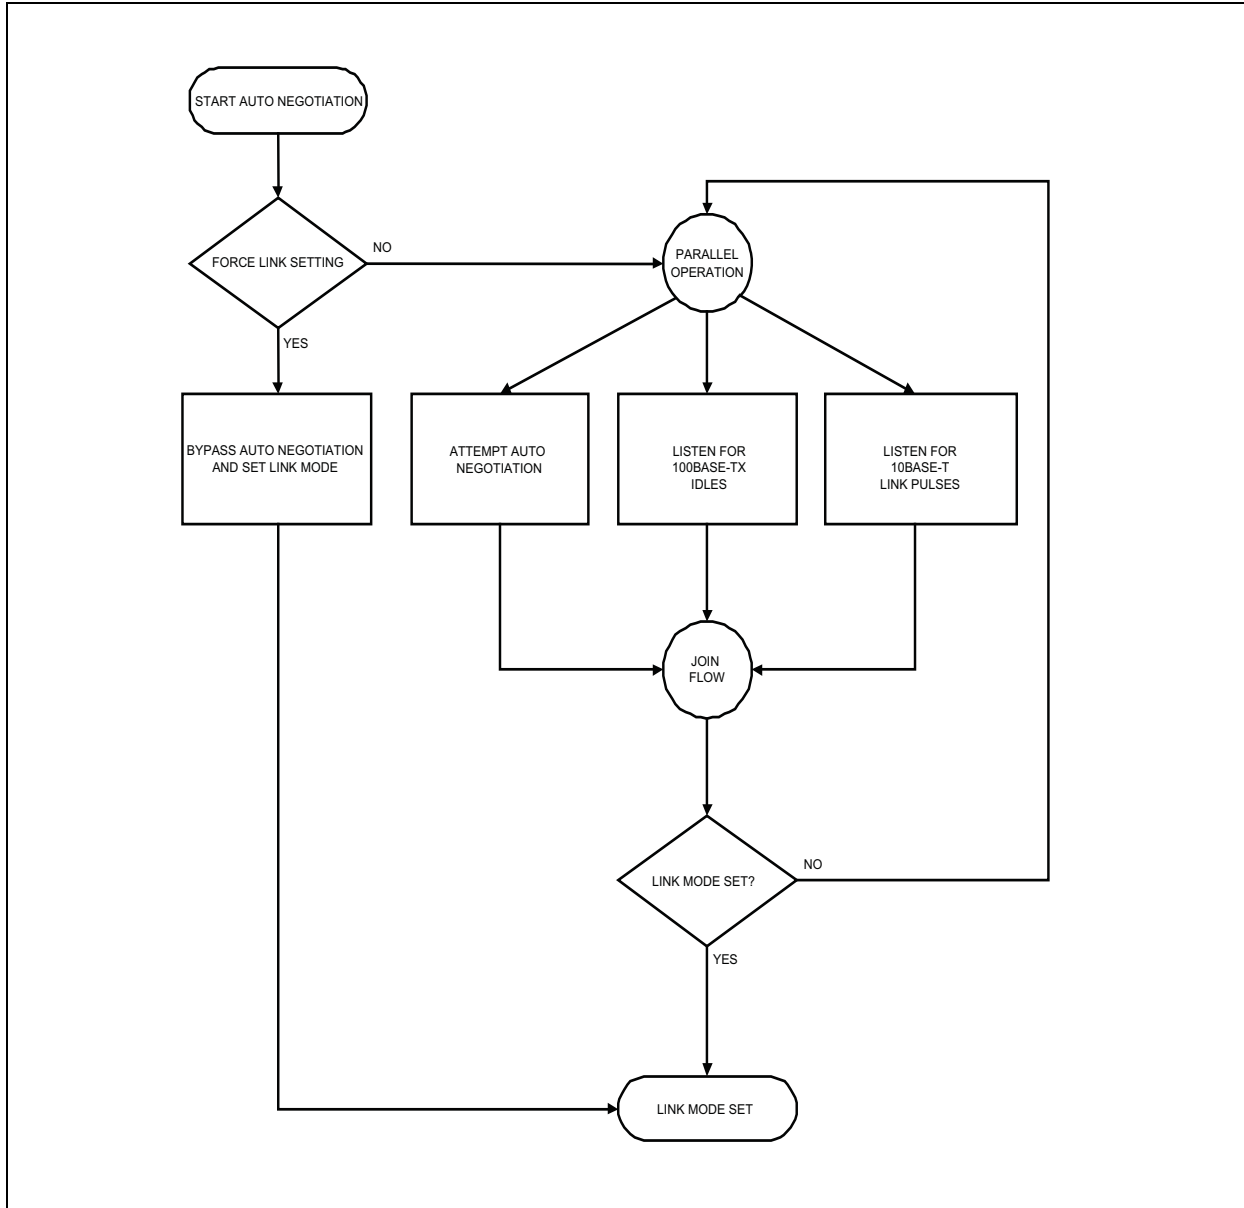 START AUTO NEGOTIATION
FORCE LINK SETTING
NO
PARALLEL
OPERATION
YES
BYPASS AUTO NEGOTIATION
AND SET LINK MODE
ATTEMPT AUTO
NEGOTIATION
LISTEN FOR
100BASE-TX
IDLES
LISTEN FOR
10BASE-T
LINK PULSES
JOIN
FLOW
LINK MODE SET?
NO
YES
LINK MODE SET